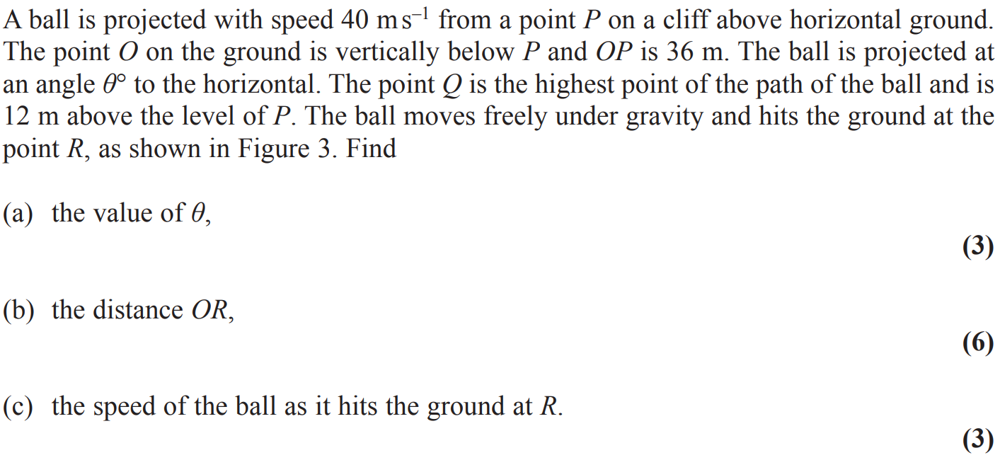 A ball is projected with speed 40 m s⁻¹ from a point P on a cliff above horizontal ground.
The point O on the ground is vertically below P and OP is 36 m. The ball is projected at
an angle θ° to the horizontal. The point Q is the highest point of the path of the ball and is
12 m above the level of P. The ball moves freely under gravity and hits the ground at the
point R, as shown in Figure 3. Find
(a) the value of θ,
(3)
(b) the distance OR,
(6)
(c) the speed of the ball as it hits the ground at R.
(3)